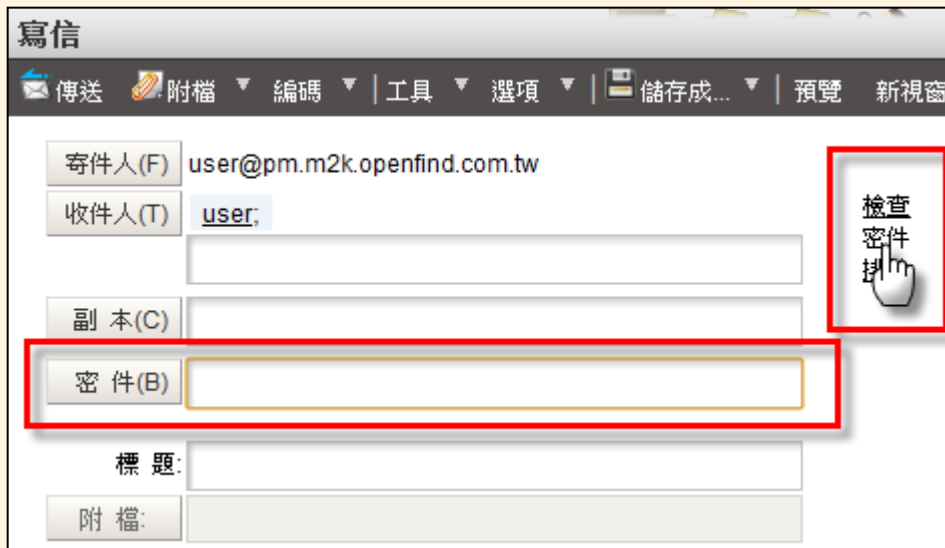 寫信
傳送 附檔 編碼 | 工具 選項 | 儲存成... | 預覽 新視窗
寄件人(F) user@pm.m2k.openfind.com.tw
收件人(T) user;
檢查
密件
副 本(C)
密 件(B)
標 題:
附 檔: